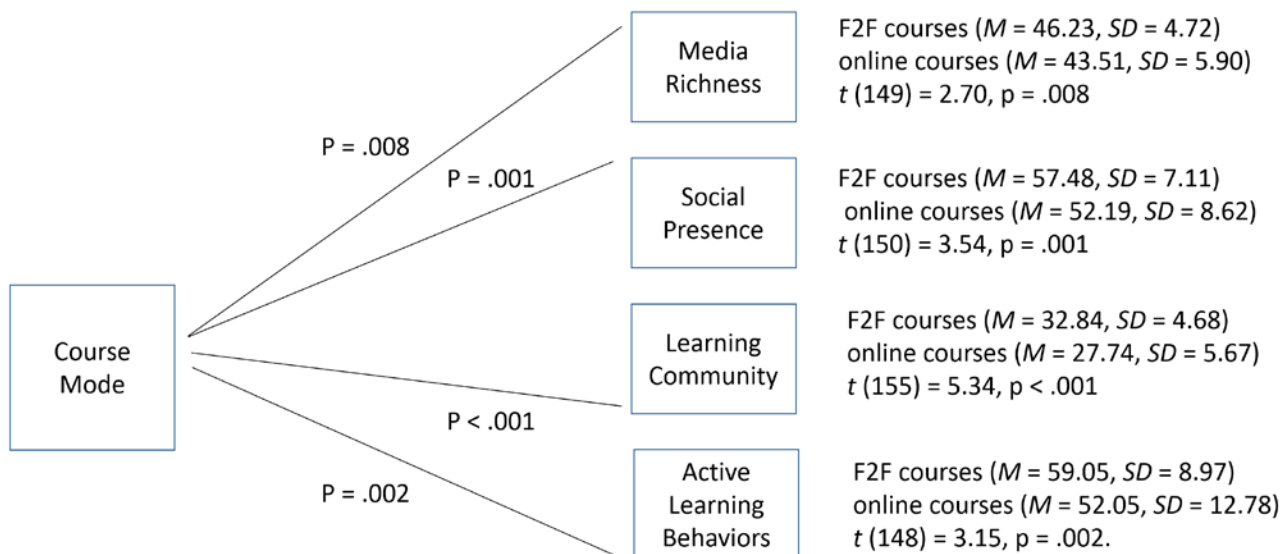 Media
Richness
F2F courses (M = 46.23, SD = 4.72)
online courses (M = 43.51, SD = 5.90)
t (149) = 2.70, p = .008
P = .008
P = .001
Social
Presence
F2F courses (M = 57.48, SD = 7.11)
online courses (M = 52.19, SD = 8.62)
t (150) = 3.54, p = .001
Course
Mode
Learning
Community
F2F courses (M = 32.84, SD = 4.68)
online courses (M = 27.74, SD = 5.67)
t (155) = 5.34, p < .001
P < .001
P = .002
Active
Learning
Behaviors
F2F courses (M = 59.05, SD = 8.97)
online courses (M = 52.05, SD = 12.78)
t (148) = 3.15, p = .002.